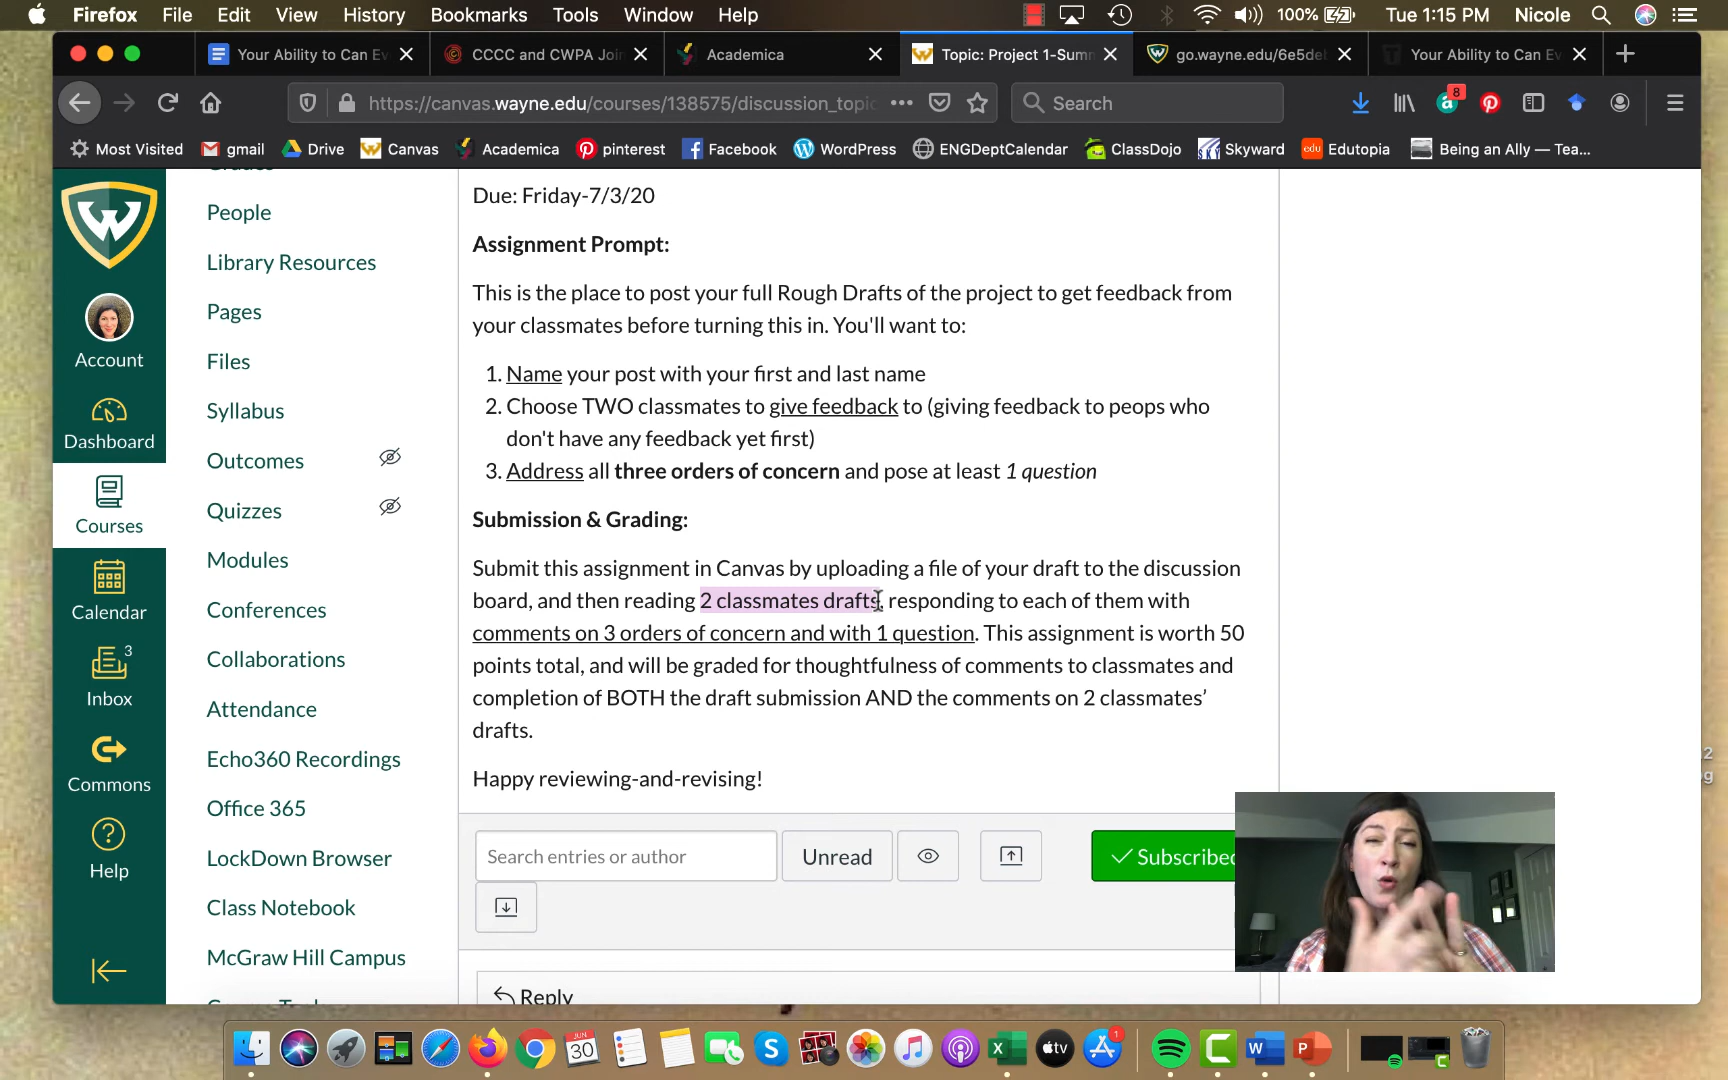 Firefox File Edit View History Bookmarks Tools Window Help 100% Tue 1:15 PM Nicole
Your Ability to Can Ev CCCC and CWPA Join Academica Topic: Project 1-Summ go.wayne.edu/6e5deb Your Ability to Can Ev
https://canvas.wayne.edu/courses/138575/discussion_topic Search 8
Most Visited gmail Drive Canvas Academica pinterest Facebook WordPress ENGDeptCalendar ClassDojo Skyward edu Edutopia Being an Ally — Tea...
W
Account
Dashboard
Courses
Calendar
3
Inbox
Commons
Help
People
Library Resources
Pages
Files
Syllabus
Outcomes
Quizzes
Modules
Conferences
Collaborations
Attendance
Echo360 Recordings
Office 365
LockDown Browser
Class Notebook
McGraw Hill Campus
Due: Friday-7/3/20
Assignment Prompt:
This is the place to post your full Rough Drafts of the project to get feedback from
your classmates before turning this in. You'll want to:
1. Name your post with your first and last name
2. Choose TWO classmates to give feedback to (giving feedback to peops who
don't have any feedback yet first)
3. Address all three orders of concern and pose at least 1 question
Submission & Grading:
Submit this assignment in Canvas by uploading a file of your draft to the discussion
board, and then reading 2 classmates drafts, responding to each of them with
comments on 3 orders of concern and with 1 question. This assignment is worth 50
points total, and will be graded for thoughtfulness of comments to classmates and
completion of BOTH the draft submission AND the comments on 2 classmates'
drafts.
Happy reviewing-and-revising!
Search entries or author Unread Subscribed
Reply
JUN
30
tv
1